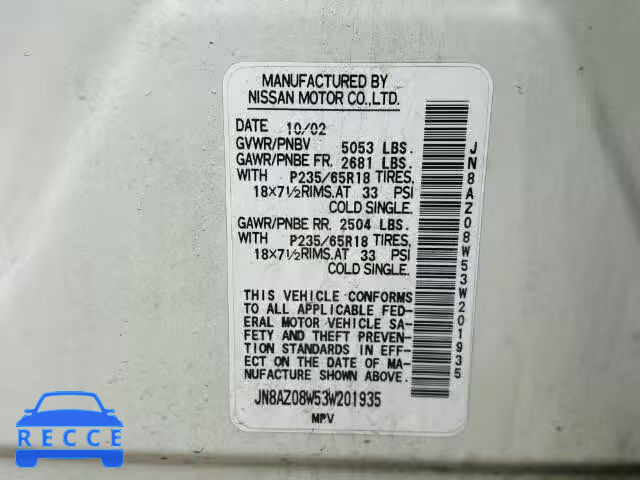 MANUFACTURED BY
NISSAN MOTOR CO.,LTD.
DATE 10/02
GVWR/PNBV 5053 LBS.
GAWR/PNBE FR. 2681 LBS.
WITH P235/65R18 TIRES,
18×7½RIMS,AT 33 PSI
COLD SINGLE.
GAWR/PNBE RR. 2504 LBS.
WITH P235/65R18 TIRES,
18×7½RIMS,AT 33 PSI
COLD SINGLE.
THIS VEHICLE CONFORMS
TO ALL APPLICABLE FED-
ERAL MOTOR VEHICLE SA-
FETY AND THEFT PREVEN-
TION STANDARDS IN EFF-
ECT ON THE DATE OF MA-
NUFACTURE SHOWN ABOVE.
JN8AZ08W53W201935
MPV
JN8AZ08W53W201935
RECCE